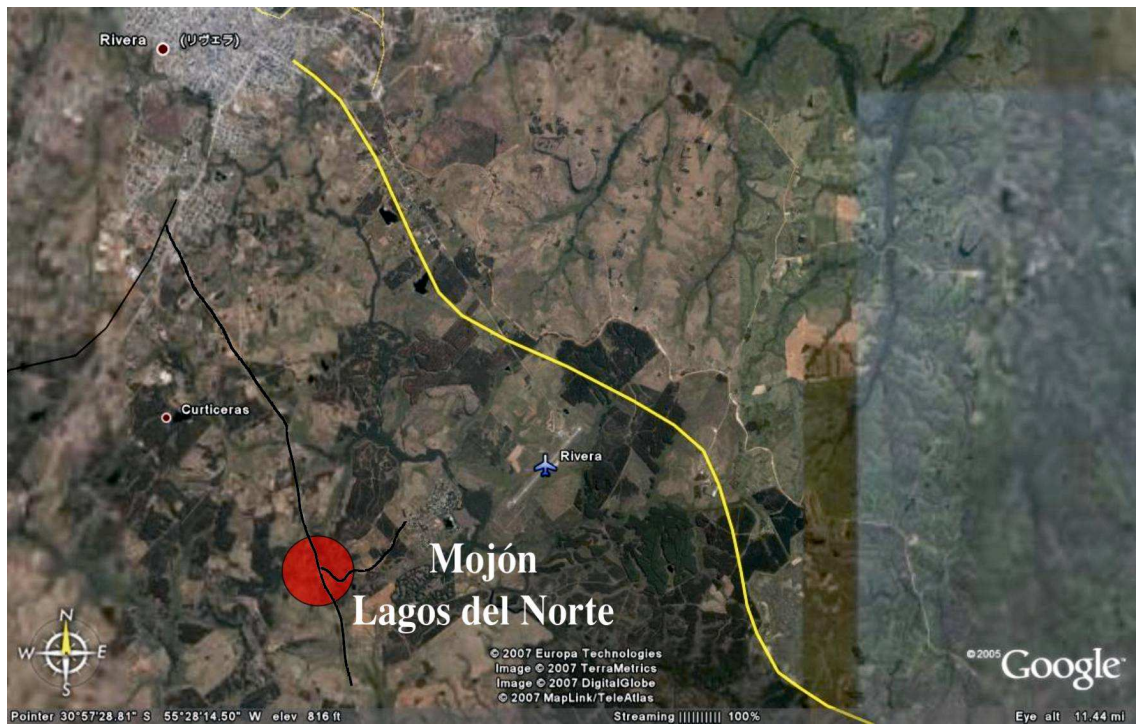 Rivera (リヴェラ)
Curticeras
Rivera
Mojón
Lagos del Norte
N
W E
S
© 2007 Europa Technologies
Image © 2007 TerraMetrics
Image © 2007 DigitalGlobe
© 2007 MapLink/TeleAtlas
©2005 Google™
Pointer 30°57'28.81" S 55°28'14.50" W elev 816 ft Streaming |||||||||| 100% Eye alt 11.44 mi